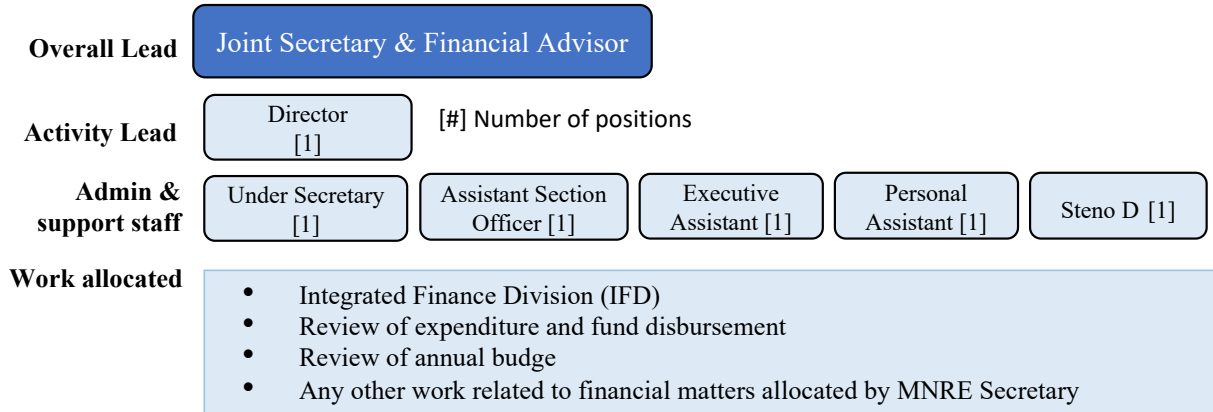 Overall Lead
Joint Secretary & Financial Advisor
Activity Lead
Director
[1]
[#] Number of positions
Admin &
support staff
Under Secretary
[1]
Assistant Section
Officer [1]
Executive
Assistant [1]
Personal
Assistant [1]
Steno D [1]
Work allocated
• Integrated Finance Division (IFD)
• Review of expenditure and fund disbursement
• Review of annual budge
• Any other work related to financial matters allocated by MNRE Secretary